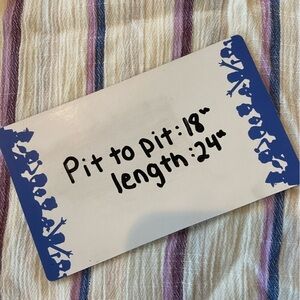 Pit to pit: 18"
length: 24"